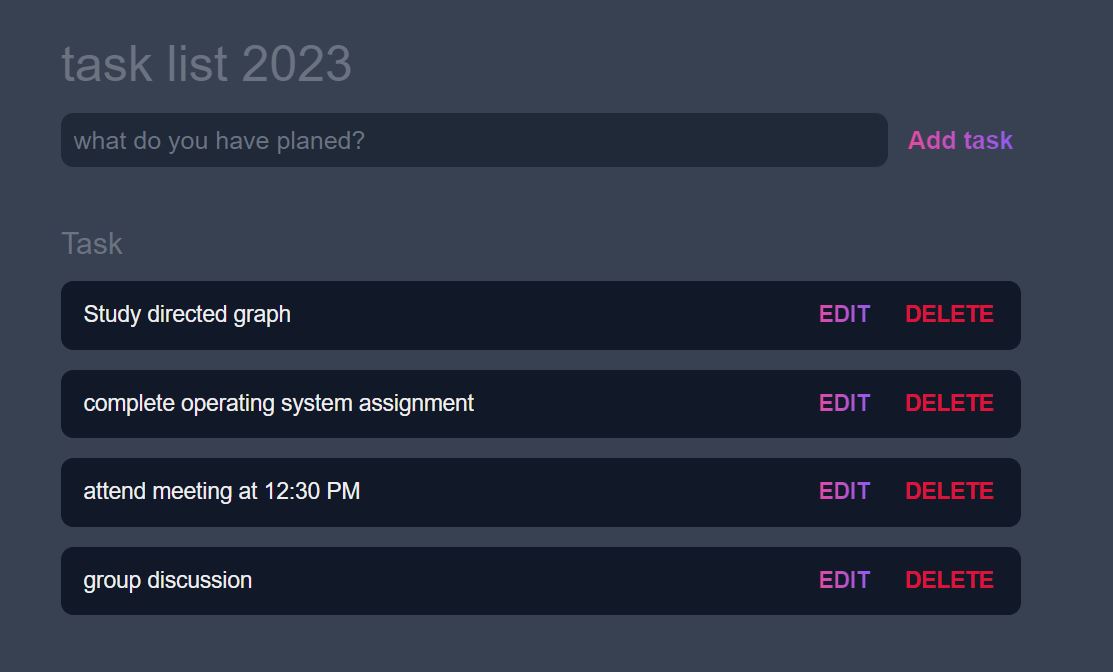 task list 2023
what do you have planed? Add task
Task
Study directed graph EDIT DELETE
complete operating system assignment EDIT DELETE
attend meeting at 12:30 PM EDIT DELETE
group discussion EDIT DELETE